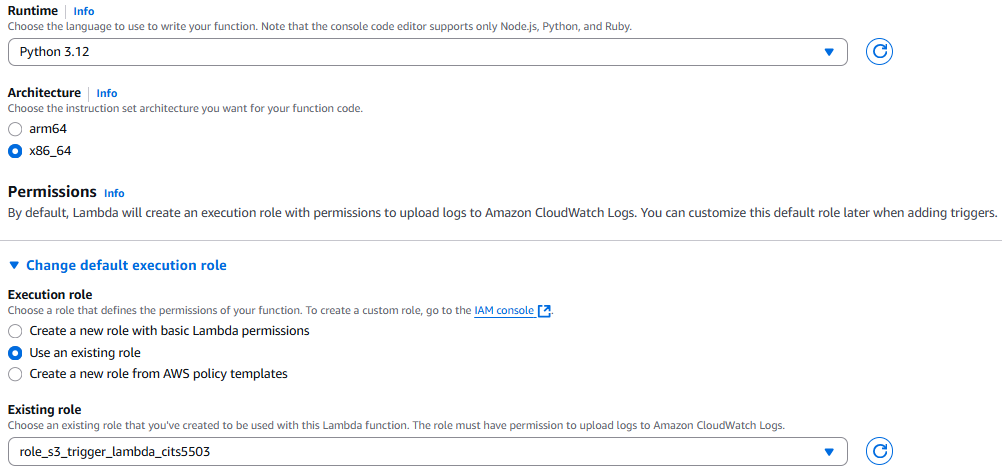 Runtime Info
Choose the language to use to write your function. Note that the console code editor supports only Node.js, Python, and Ruby.
Python 3.12
Architecture Info
Choose the instruction set architecture you want for your function code.
arm64
x86_64
Permissions Info
By default, Lambda will create an execution role with permissions to upload logs to Amazon CloudWatch Logs. You can customize this default role later when adding triggers.
Change default execution role
Execution role
Choose a role that defines the permissions of your function. To create a custom role, go to the IAM console.
Create a new role with basic Lambda permissions
Use an existing role
Create a new role from AWS policy templates
Existing role
Choose an existing role that you've created to be used with this Lambda function. The role must have permission to upload logs to Amazon CloudWatch Logs.
role_s3_trigger_lambda_cits5503